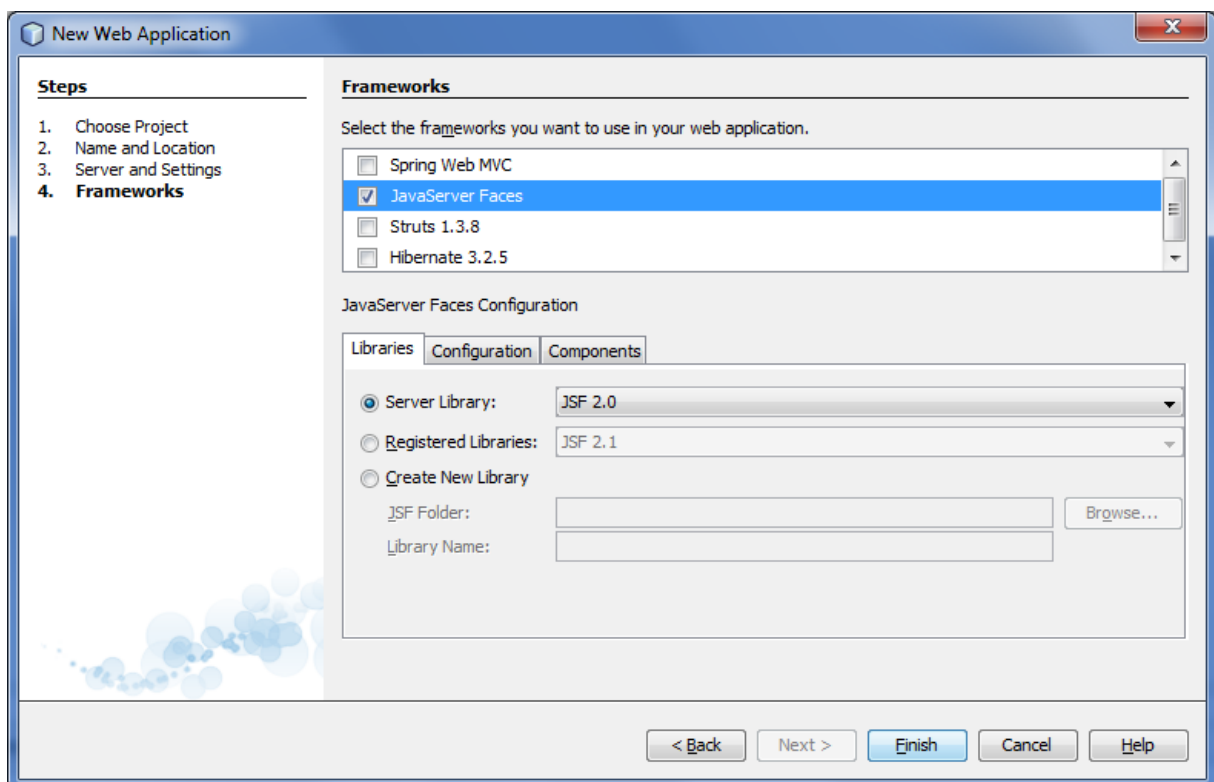 New Web Application
Steps
1. Choose Project
2. Name and Location
3. Server and Settings
4. Frameworks
Frameworks
Select the frameworks you want to use in your web application.
Spring Web MVC
JavaServer Faces
Struts 1.3.8
Hibernate 3.2.5
JavaServer Faces Configuration
Libraries Configuration Components
Server Library: JSF 2.0
Registered Libraries: JSF 2.1
Create New Library
JSF Folder: Browse...
Library Name:
< Back Next > Finish Cancel Help